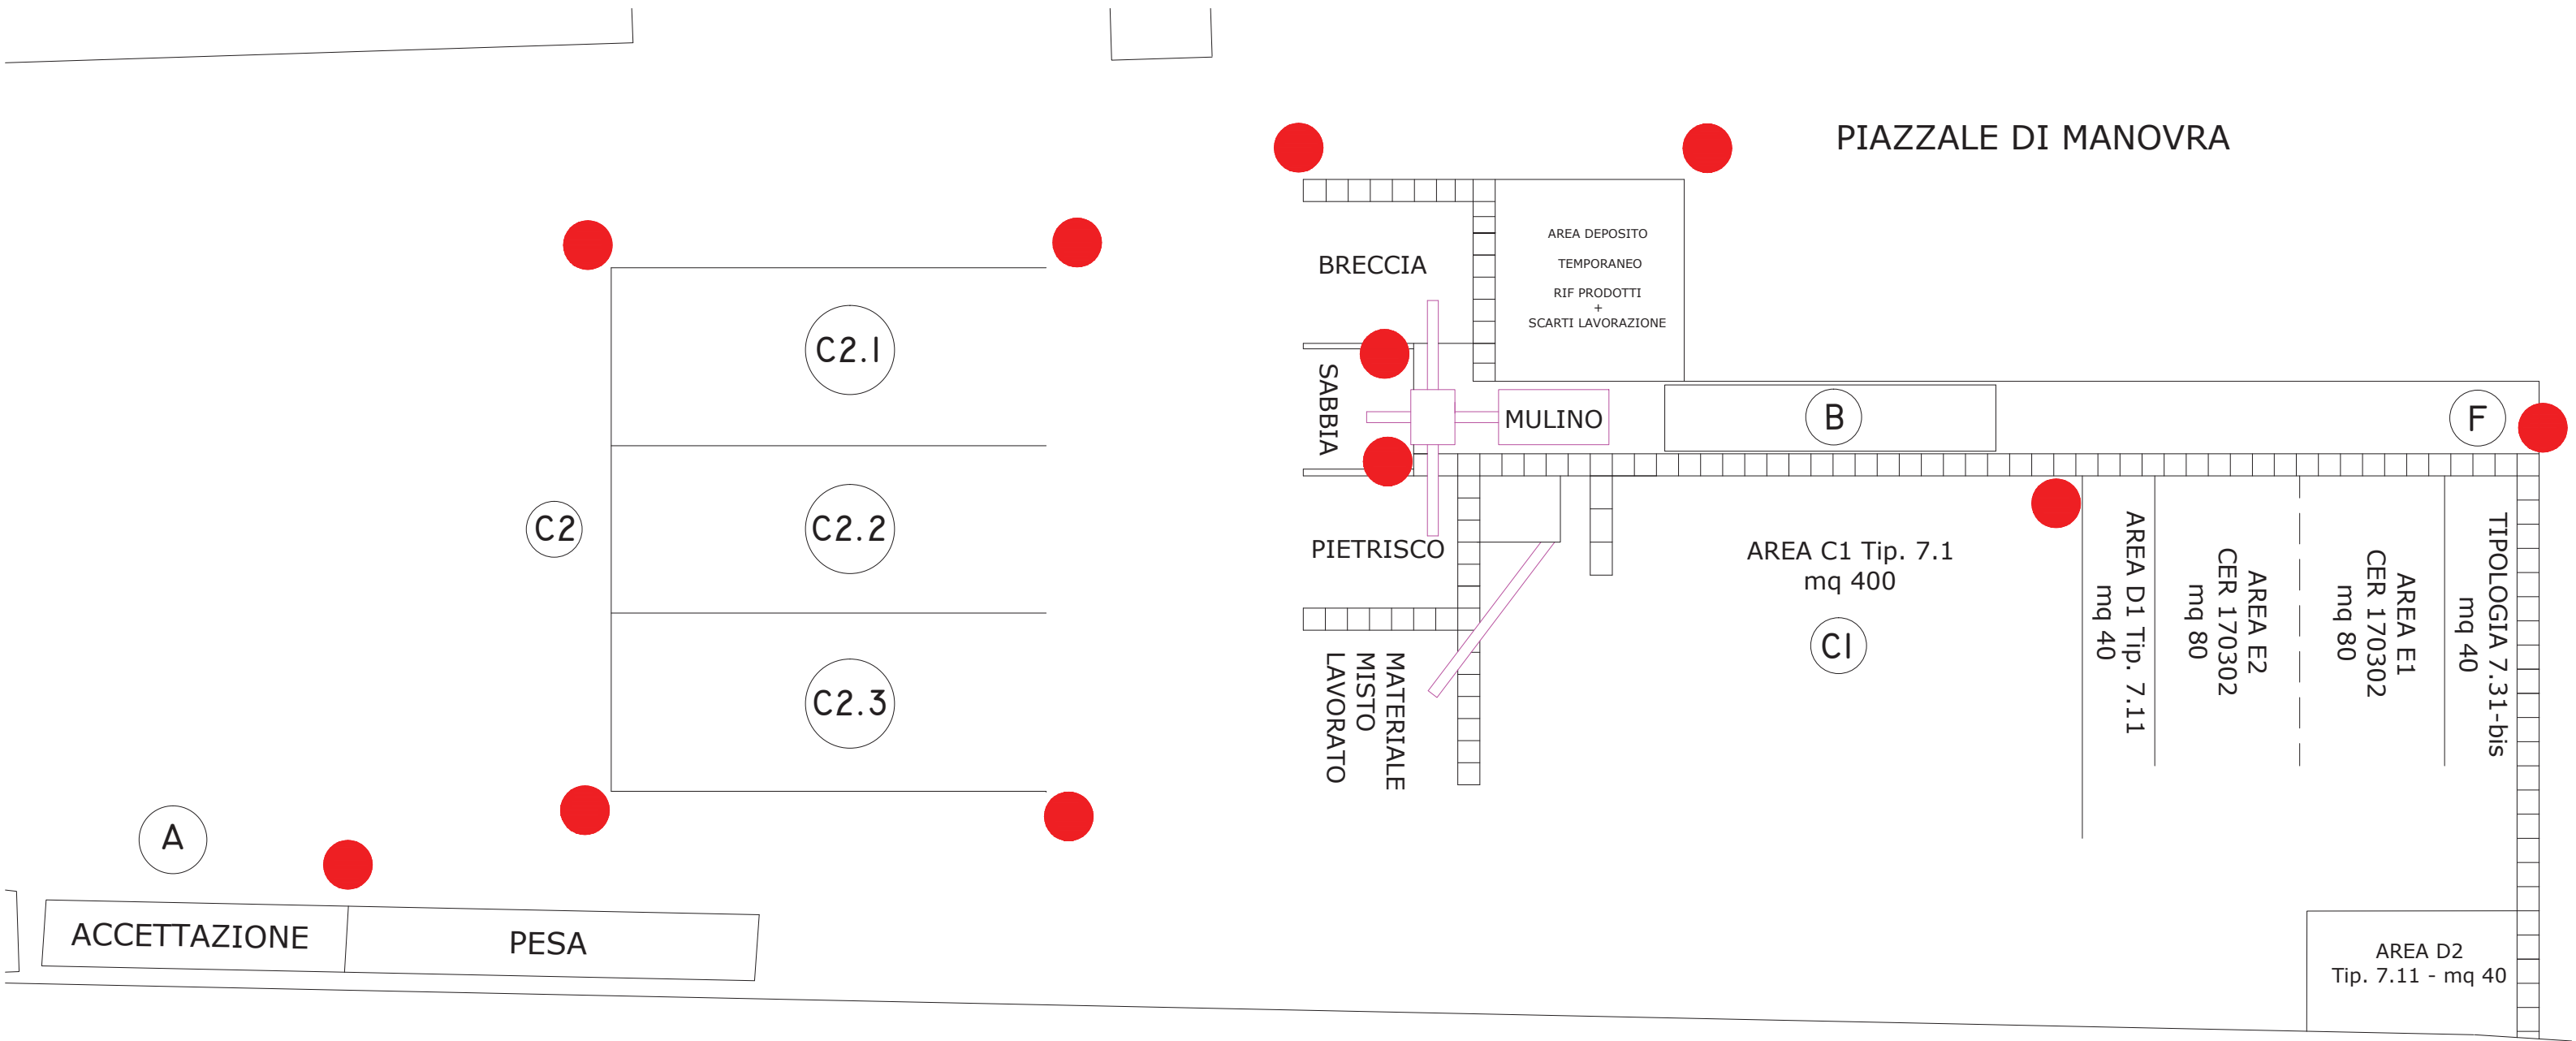 PIAZZALE DI MANOVRA
AREA DEPOSITO
TEMPORANEO
RIF PRODOTTI
+
SCARTI LAVORAZIONE
BRECCIA
C2.1
SABBIA
MULINO
B
F
C2
C2.2
PIETRISCO
AREA C1 Tip. 7.1
mq 400
C1
AREA D1 Tip. 7.11
mq 40
AREA E2
CER 170302
mq 80
AREA E1
CER 170302
mq 80
TIPOLOGIA 7.31-bis
mq 40
C2.3
MATERIALE
MISTO
LAVORATO
A
ACCETTAZIONE
PESA
AREA D2
Tip. 7.11 - mq 40